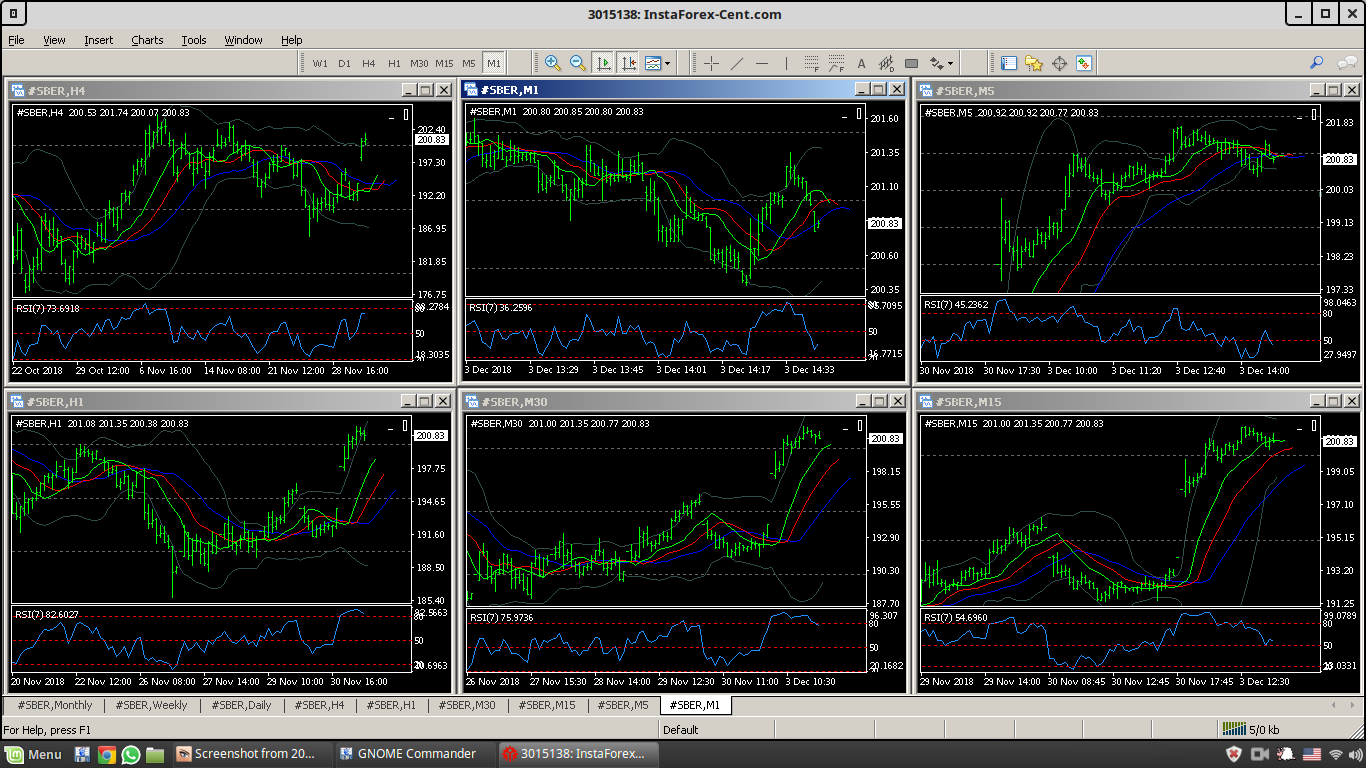 3015138: InstaForex-Cent.com
File View Insert Charts Tools Window Help
W1 D1 H4 H1 M30 M15 M5 M1
#SBER,H4
#SBER,H4 200.53 201.74 200.07 200.83
202.40
200.83
197.30
192.20
186.95
181.85
176.75
RSI(7) 73.6918
80
50
18.3035
22 Oct 2018 29 Oct 12:00 6 Nov 16:00 14 Nov 08:00 21 Nov 12:00 28 Nov 16:00
#SBER,M1
#SBER,M1 200.80 200.85 200.80 200.83
201.60
201.35
201.10
200.83
200.60
200.35
RSI(7) 36.2596
50
16.7715
3 Dec 2018 3 Dec 13:29 3 Dec 13:45 3 Dec 14:01 3 Dec 14:17 3 Dec 14:33
#SBER,M5
#SBER,M5 200.92 200.92 200.77 200.83
201.83
200.83
200.03
199.13
198.23
197.33
RSI(7) 45.2362
98.0463
80
50
27.9497
30 Nov 2018 30 Nov 17:30 3 Dec 10:00 3 Dec 11:20 3 Dec 12:40 3 Dec 14:00
#SBER,H1
#SBER,H1 201.08 201.35 200.38 200.83
200.83
197.75
194.65
191.60
188.50
185.40
RSI(7) 82.6027
92.5663
80
50
20 Nov 2018 22 Nov 12:00 26 Nov 08:00 27 Nov 14:00 29 Nov 10:00 30 Nov 16:00
#SBER,M30
#SBER,M30 201.00 201.35 200.77 200.83
200.83
198.15
195.55
192.90
190.30
187.70
RSI(7) 75.9736
96.307
80
50
20.1682
26 Nov 2018 27 Nov 15:30 28 Nov 14:00 29 Nov 12:30 30 Nov 11:00 3 Dec 10:30
#SBER,M15
#SBER,M15 201.00 201.35 200.77 200.83
200.83
199.05
197.10
195.15
193.20
191.25
RSI(7) 54.6960
99.0789
80
50
29 Nov 2018 29 Nov 14:00 30 Nov 08:45 30 Nov 12:45 30 Nov 17:45 3 Dec 12:30
#SBER,Monthly #SBER,Weekly #SBER,Daily #SBER,H4 #SBER,H1 #SBER,M30 #SBER,M15 #SBER,M5 #SBER,M1
For Help, press F1 Default 5/0 kb
Menu Screenshot from 20... GNOME Commander 3015138: InstaForex...